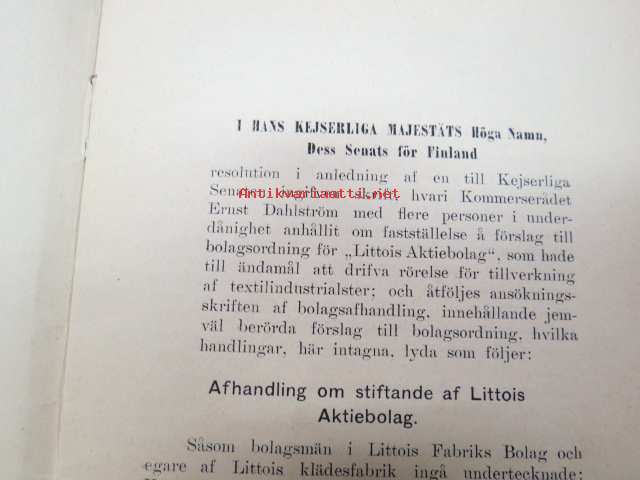 I HANS KEJSERLIGA MAJESTÄTS Höga Namn,
Dess Senats för Finland
resolution i anledning af en till Kejserliga
Senaten skrift, hvari Kommerserådet
Antikvariaatti.net
Ernst Dahlström med flere personer i under-
dånighet anhållit om fastställelse å förslag till
bolagsordning för „Littois Aktiebolag“, som hade
till ändamål att drifva rörelse för tillverkning
af textilindustrialster; och åtföljes ansöknings-
skriften af bolagsafhandling, innehållande jem-
väl berörda förslag till bolagsordning, hvilka
handlingar, här intagna, lyda som följer:
Afhandling om stiftande af Littois
Aktiebolag.
Såsom bolagsmän i Littois Fabriks Bolag och
egare af Littois klädesfabrik ingå undertecknade: